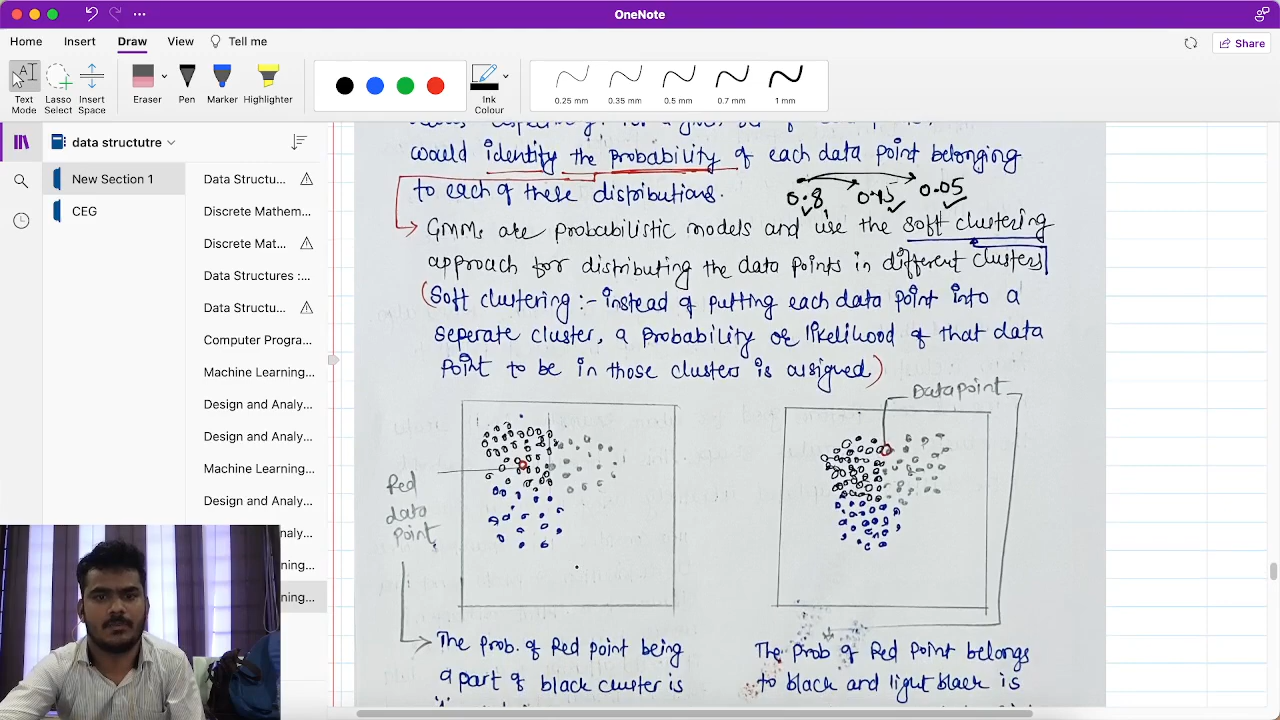 OneNote
Home Insert Draw View Tell me
Share
Text Mode
Lasso Select
Insert Space
Eraser
Pen
Marker
Highlighter
Ink Colour
0.25 mm
0.35 mm
0.5 mm
0.7 mm
1 mm
data structutre
New Section 1
CEG
Data Structu...
Discrete Mathem...
Discrete Mat...
Data Structures :...
Data Structu...
Computer Progra...
Machine Learning...
Design and Analy...
Design and Analy...
Machine Learning...
Design and Analy...
would identify the probability of each data point belonging
to each of these distributions.
0.8 0.15 0.05
GMMs are probabilistic models and use the soft clustering
approach for distributing the data points in different clusters
(Soft clustering :- instead of putting each data point into a
seperate cluster, a probability or likelihood of that data
point to be in those clusters is assigned)
Data point
Red
data
point
The prob. of Red point being
a part of black cluster is
The prob of Red point belongs
to black and light black is